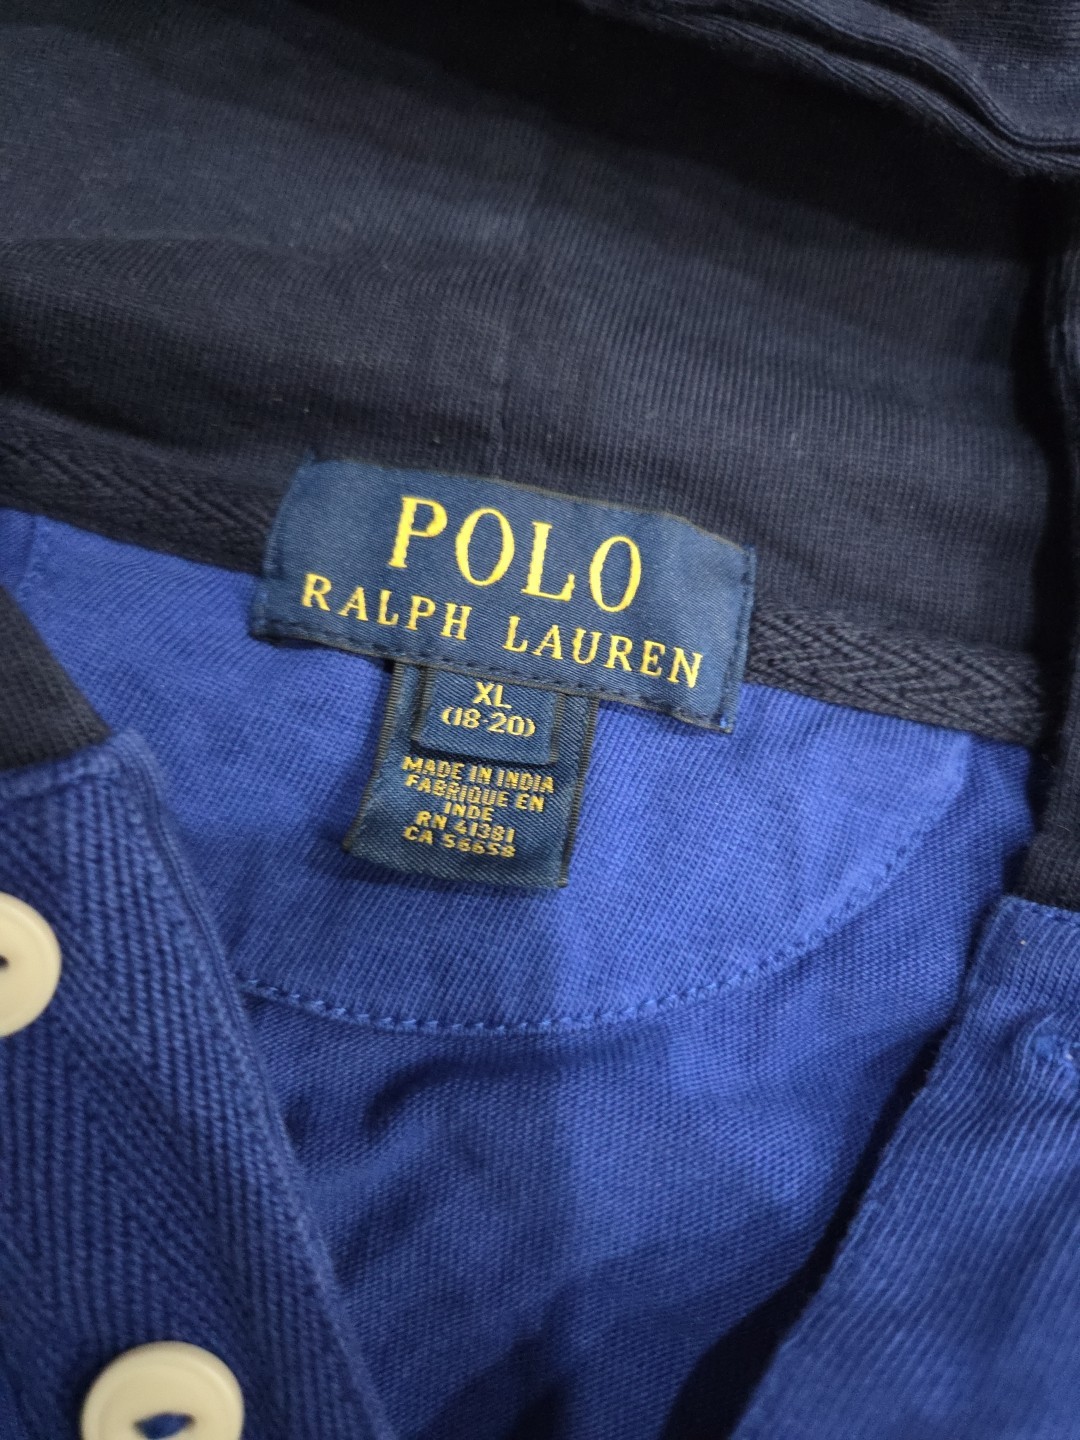 POLO
RALPH LAUREN
XL
(18-20)
MADE IN INDIA
FABRIQUE EN
INDE
RN 41381
CA 56658